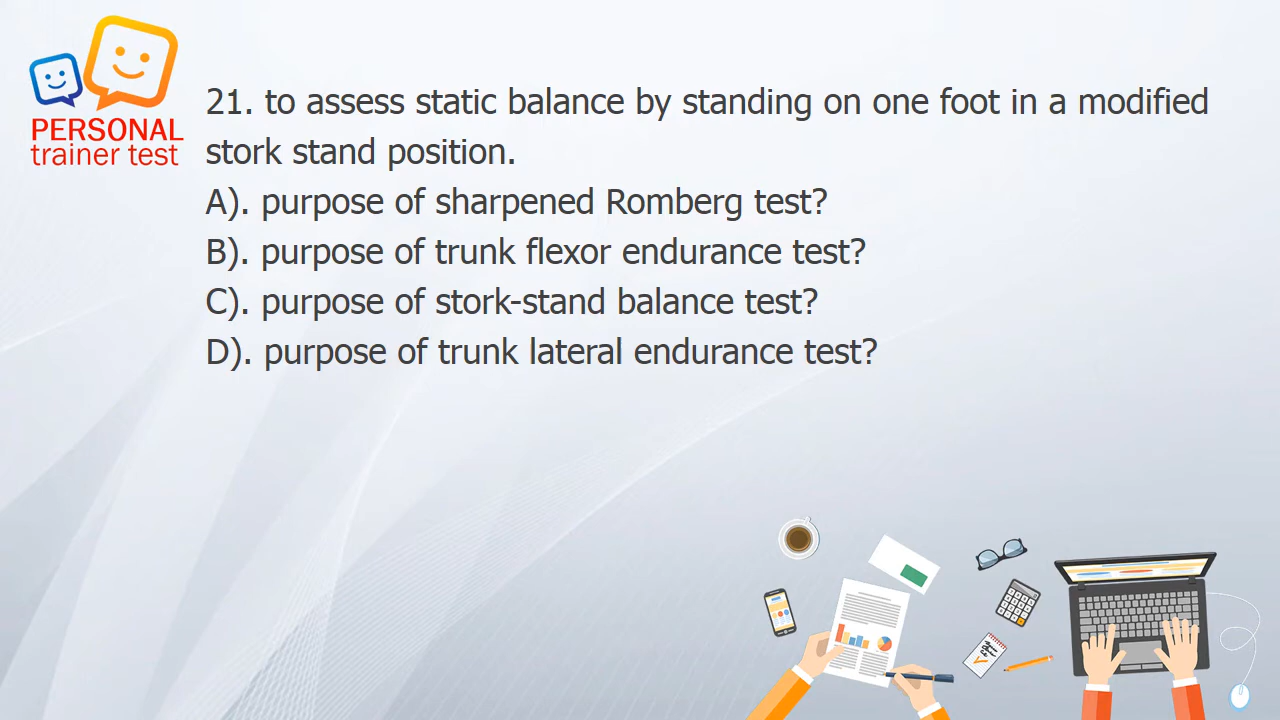 PERSONAL
trainer test
21. to assess static balance by standing on one foot in a modified
stork stand position.
A). purpose of sharpened Romberg test?
B). purpose of trunk flexor endurance test?
C). purpose of stork-stand balance test?
D). purpose of trunk lateral endurance test?